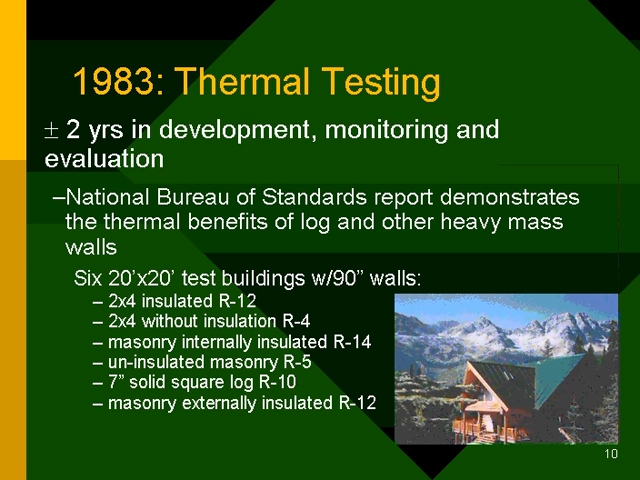 1983: Thermal Testing
± 2 yrs in development, monitoring and
evaluation
–National Bureau of Standards report demonstrates
the thermal benefits of log and other heavy mass
walls
Six 20’x20’ test buildings w/90” walls:
– 2x4 insulated R-12
– 2x4 without insulation R-4
– masonry internally insulated R-14
– un-insulated masonry R-5
– 7” solid square log R-10
– masonry externally insulated R-12
10